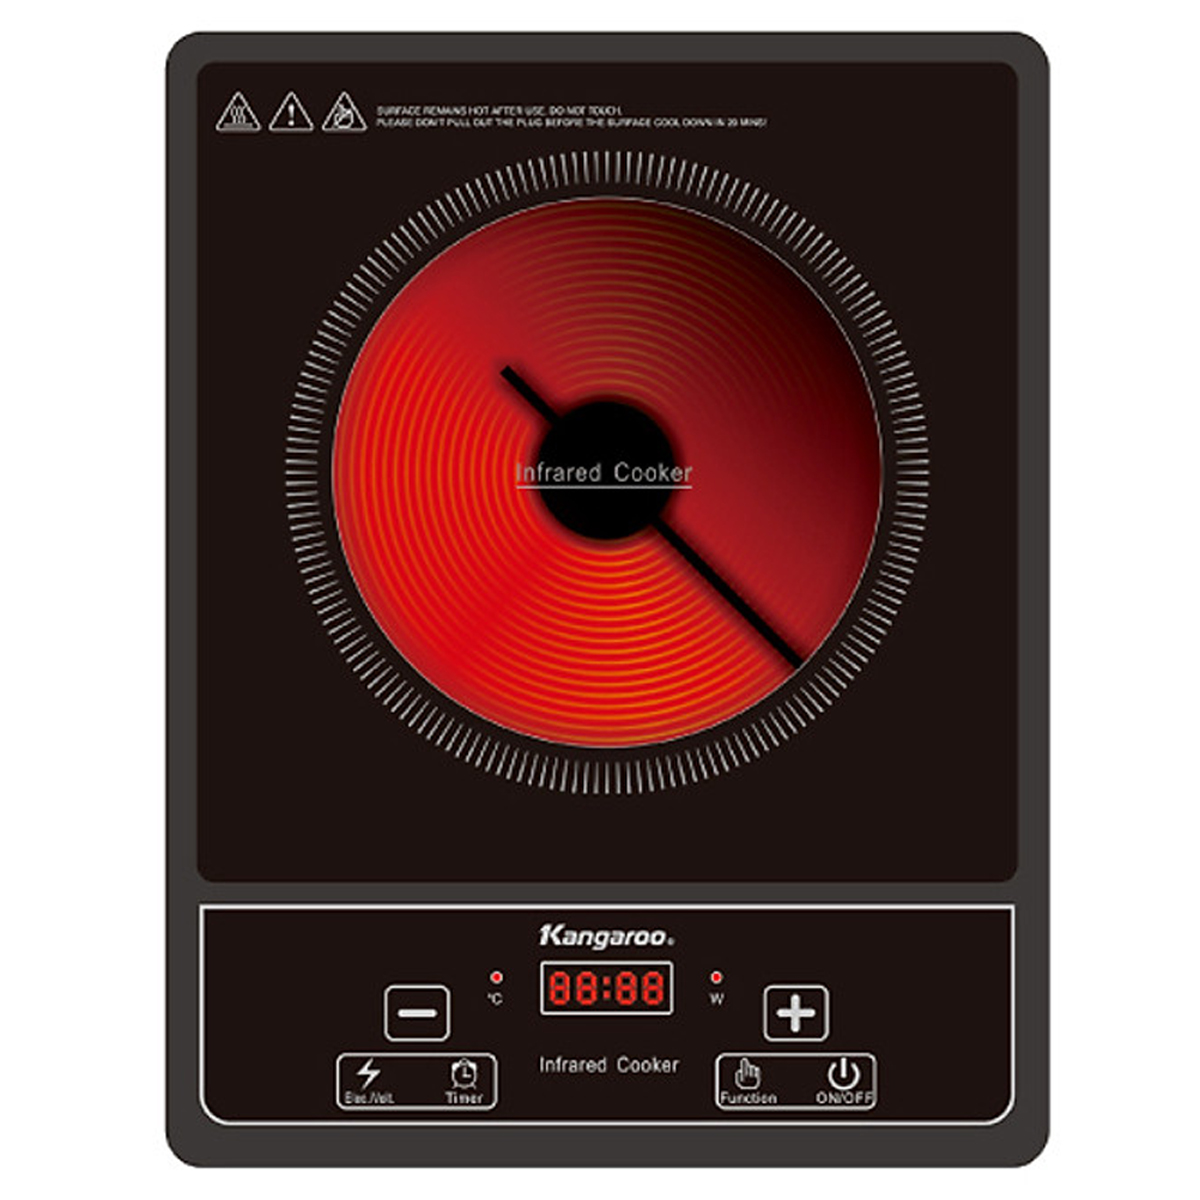 SURFACE REMAINS HOT AFTER USE, DO NOT TOUCH.
PLEASE DON'T PULL OUT THE PLUG BEFORE THE SURFACE COOL DOWN IN 20 MINS!
Infrared Cooker
Kangaroo®
°C 88:88 W
Infrared Cooker
Elec./Volt. Timer Function ON/OFF